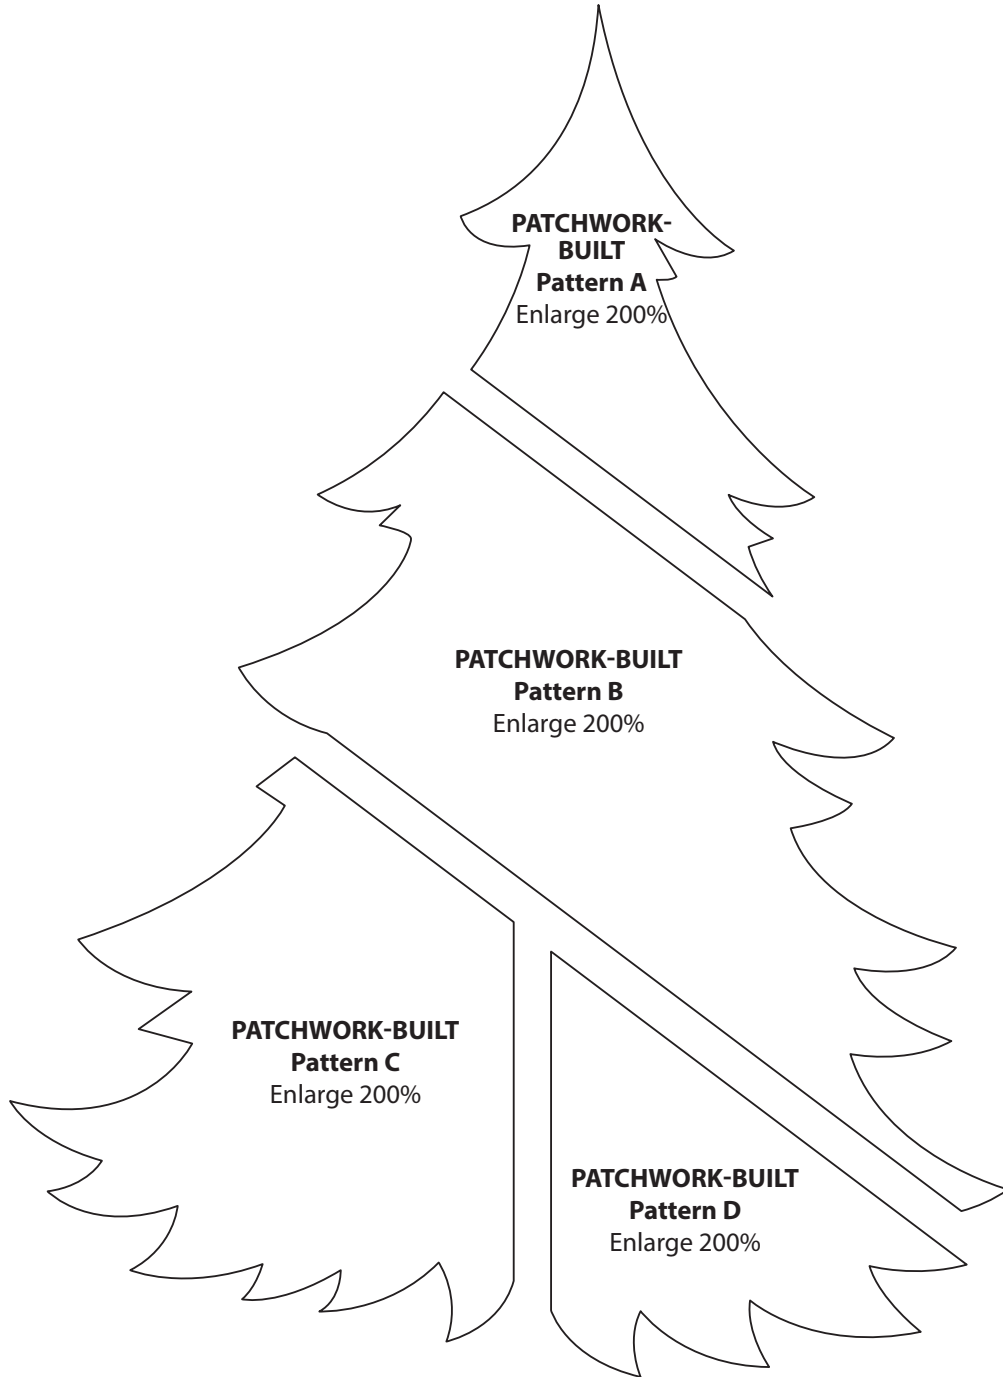 PATCHWORK-
BUILT
Pattern A
Enlarge 200%
PATCHWORK-BUILT
Pattern B
Enlarge 200%
PATCHWORK-BUILT
Pattern C
Enlarge 200%
PATCHWORK-BUILT
Pattern D
Enlarge 200%